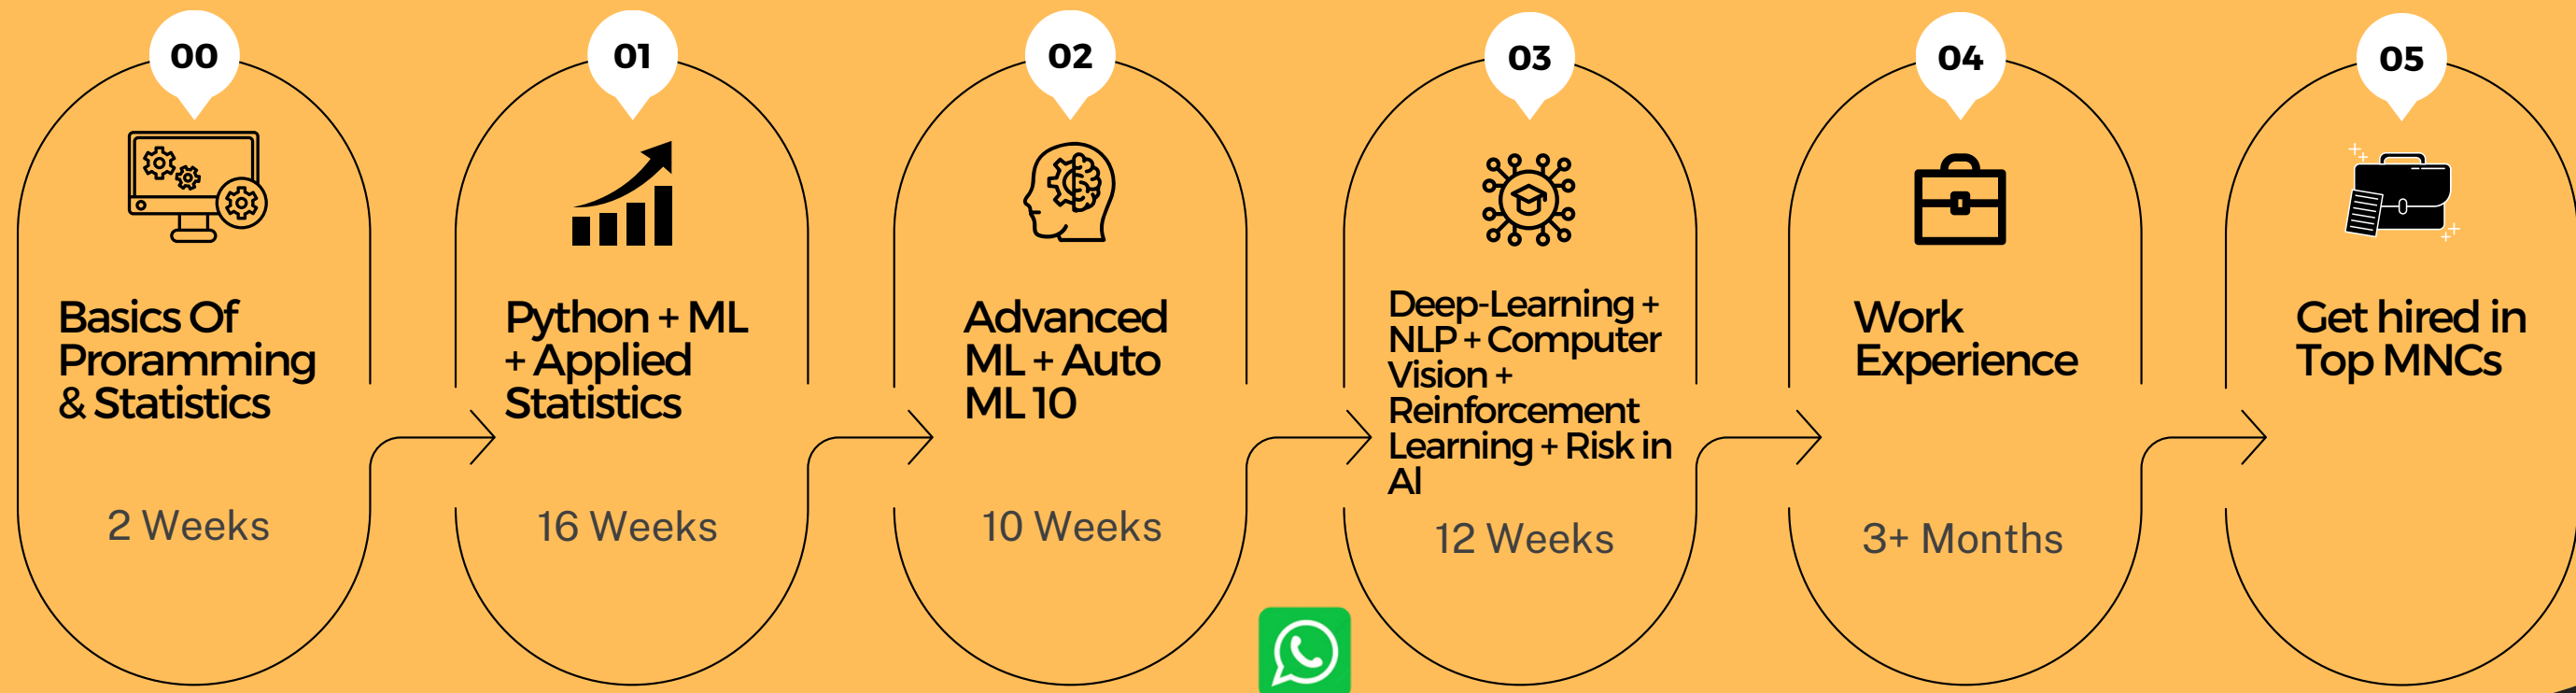 00
Basics Of
Proramming
& Statistics
2 Weeks
01
Python + ML
+ Applied
Statistics
16 Weeks
02
Advanced
ML + Auto
ML 10
10 Weeks
03
Deep-Learning +
NLP + Computer
Vision +
Reinforcement
Learning + Risk in
AI
12 Weeks
04
Work
Experience
3+ Months
05
Get hired in
Top MNCs